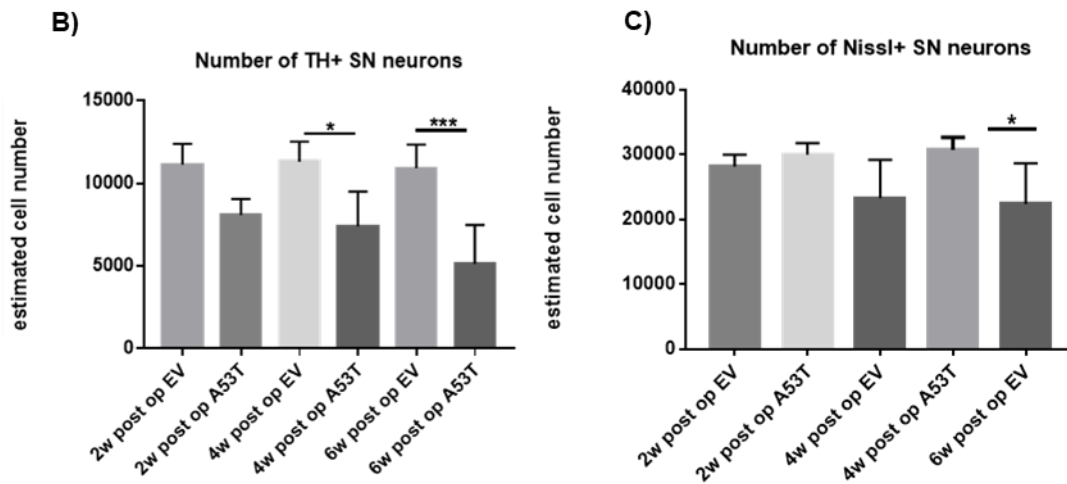 B)
Number of TH+ SN neurons
estimated cell number
15000
10000
5000
0
*
***
2w post op EV
2w post op A53T
4w post op EV
4w post op A53T
6w post op EV
6w post op A53T
C)
Number of Nissl+ SN neurons
estimated cell number
40000
30000
20000
10000
0
*
2w post op EV
2w post op A53T
4w post op EV
4w post op A53T
6w post op EV